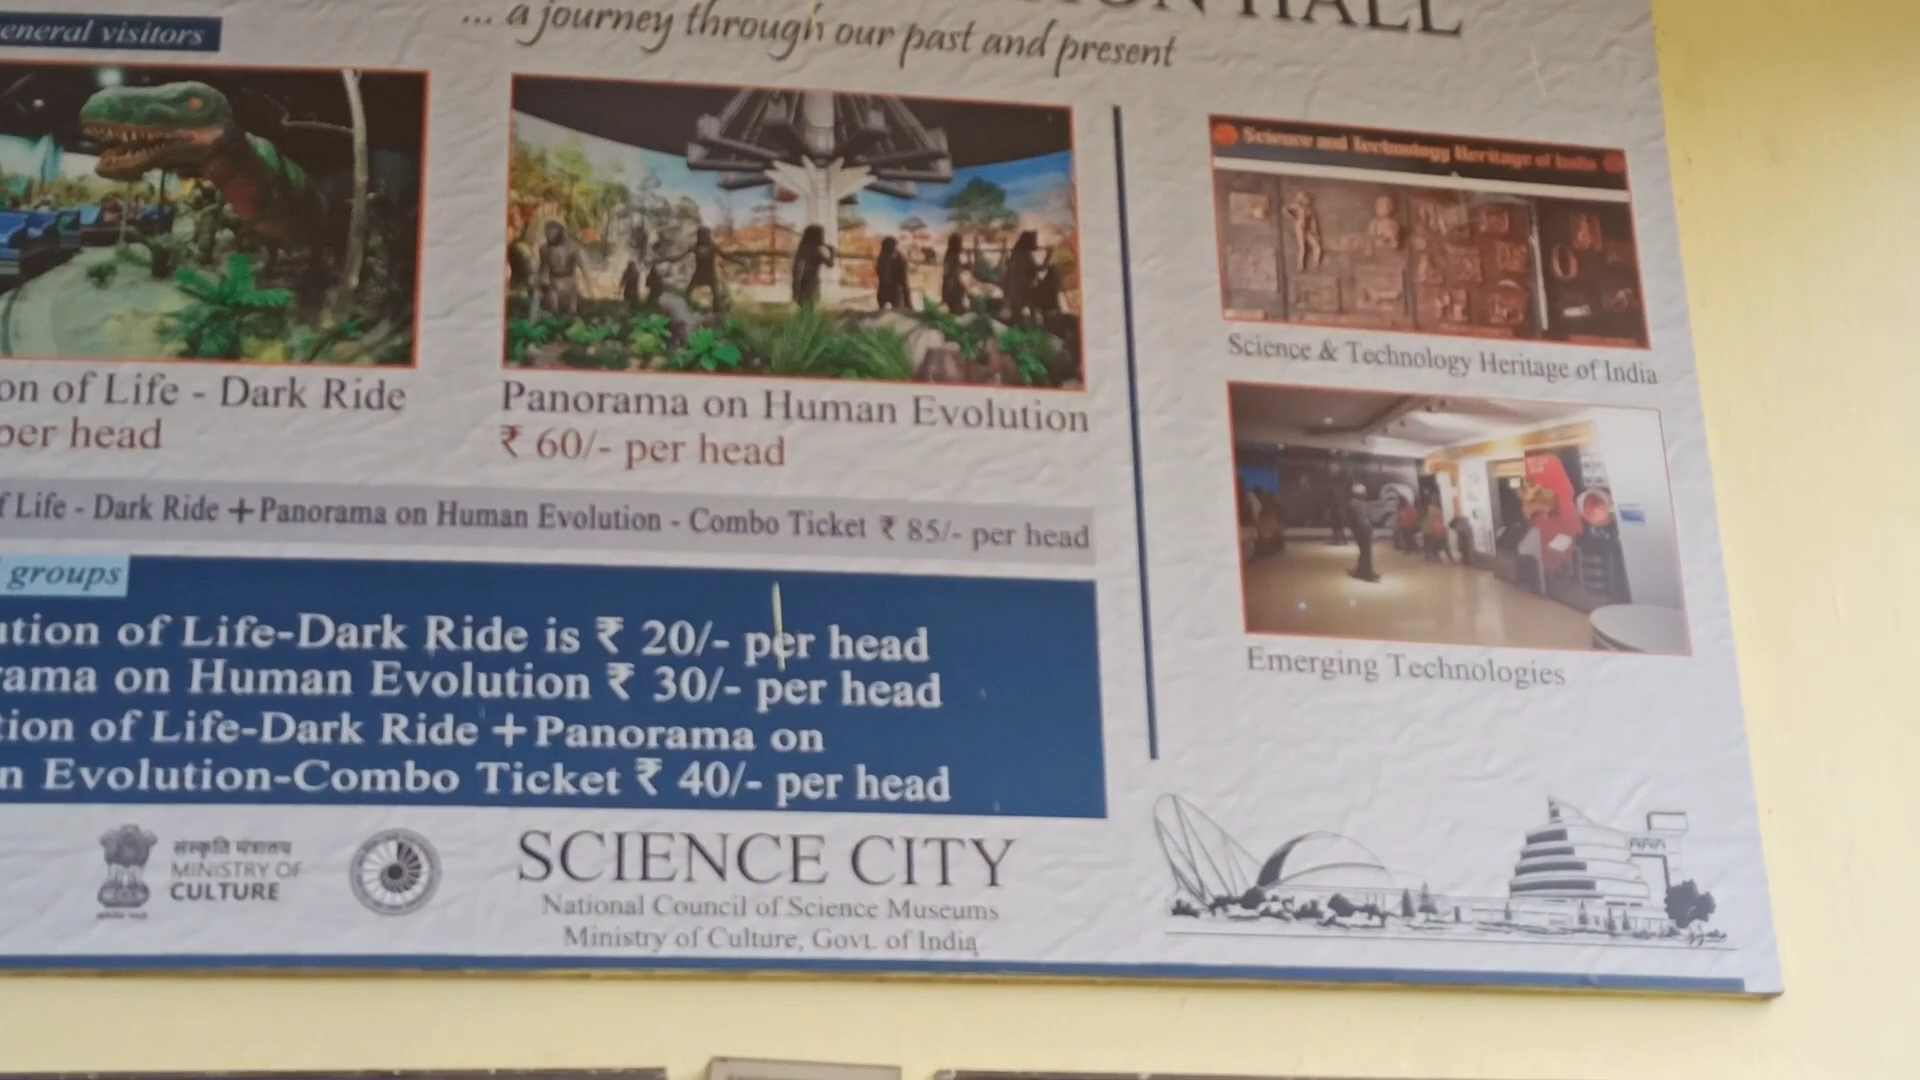 HALL
... a journey through our past and present
eneral visitors
Science and Technology Heritage of India
Science & Technology Heritage of India
on of Life - Dark Ride
per head
Panorama on Human Evolution
₹ 60/- per head
f Life - Dark Ride + Panorama on Human Evolution - Combo Ticket ₹ 85/- per head
groups
ution of Life-Dark Ride is ₹ 20/- per head
rama on Human Evolution ₹ 30/- per head
tion of Life-Dark Ride + Panorama on
n Evolution-Combo Ticket ₹ 40/- per head
Emerging Technologies
संस्कृति मंत्रालय
MINISTRY OF
CULTURE
SCIENCE CITY
National Council of Science Museums
Ministry of Culture, Govt. of India